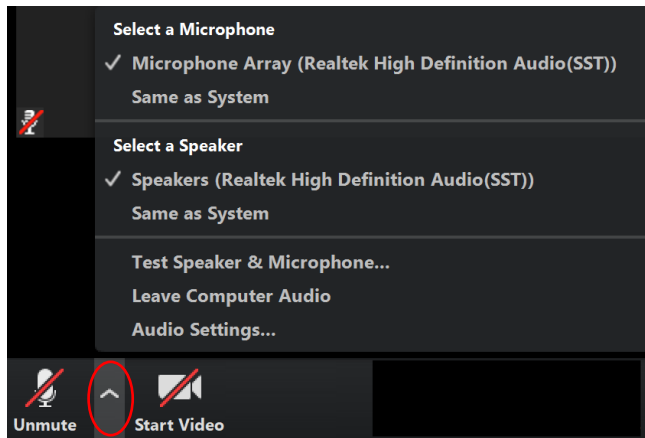 Select a Microphone
✓ Microphone Array (Realtek High Definition Audio(SST))
Same as System
Select a Speaker
✓ Speakers (Realtek High Definition Audio(SST))
Same as System
Test Speaker & Microphone...
Leave Computer Audio
Audio Settings...
Unmute
Start Video